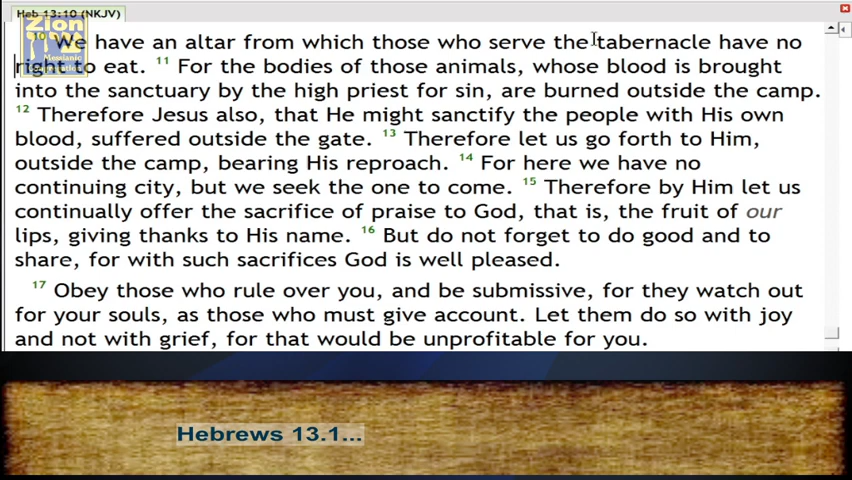 Heb 13:10 (NKJV)
Zion
Messianic
Congregation
10 We have an altar from which those who serve the tabernacle have no
right to eat. 11 For the bodies of those animals, whose blood is brought
into the sanctuary by the high priest for sin, are burned outside the camp.
12 Therefore Jesus also, that He might sanctify the people with His own
blood, suffered outside the gate. 13 Therefore let us go forth to Him,
outside the camp, bearing His reproach. 14 For here we have no
continuing city, but we seek the one to come. 15 Therefore by Him let us
continually offer the sacrifice of praise to God, that is, the fruit of our
lips, giving thanks to His name. 16 But do not forget to do good and to
share, for with such sacrifices God is well pleased.
17 Obey those who rule over you, and be submissive, for they watch out
for your souls, as those who must give account. Let them do so with joy
and not with grief, for that would be unprofitable for you.
Hebrews 13.1...